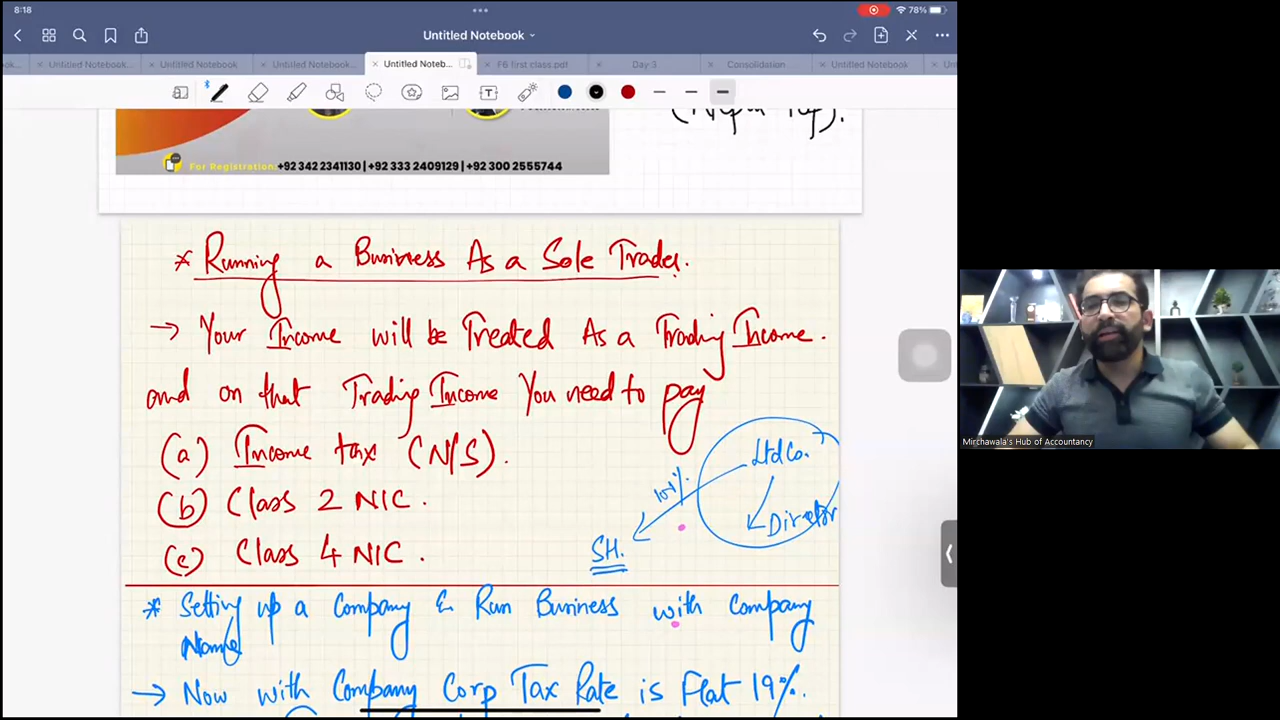 8:18
78%
Untitled Notebook
Untitled Notebook...
Untitled Notebook
Untitled Notebook...
Untitled Noteb...
F6 first class.pdf
Day 3
Consolidation
Untitled Notebook
For Registration: +92 342 2341130 | +92 333 2409129 | +92 300 2555744
* Running a Business As a Sole Trader.
→ Your Income will be Treated As a Trading Income.
and on that Trading Income You need to pay
(a) Income tax (N/S).
(b) Class 2 NIC.
(c) Class 4 NIC.
Ltd Co.
100%
Director
SH.
* Setting up a Company & Run Business with Company
Name
→ Now with Company Corp Tax Rate is Flat 19%.
Mirchawala's Hub of Accountancy